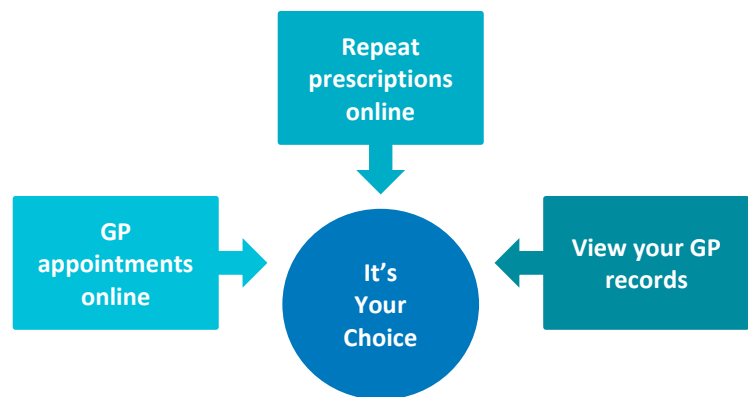 Repeat
prescriptions
online
GP
appointments
online
It’s
Your
Choice
View your GP
records